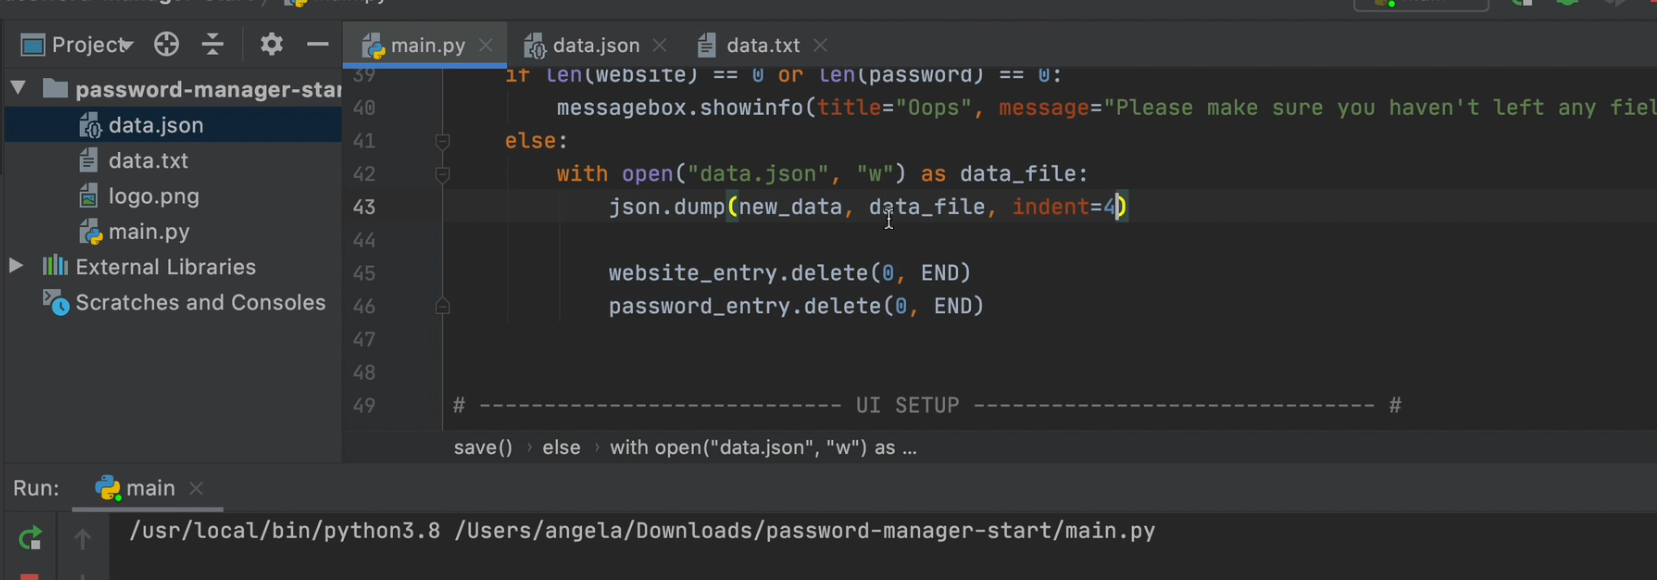 main.py
Project
main.py
data.json
data.txt
password-manager-star
data.json
data.txt
logo.png
main.py
External Libraries
Scratches and Consoles
39 if len(website) == 0 or len(password) == 0:
40 messagebox.showinfo(title="Oops", message="Please make sure you haven't left any fiel
41 else:
42 with open("data.json", "w") as data_file:
43 json.dump(new_data, data_file, indent=4)
44
45 website_entry.delete(0, END)
46 password_entry.delete(0, END)
47
48
49 # ---------------------------- UI SETUP ------------------------------- #
save() › else › with open("data.json", "w") as ...
Run: main
/usr/local/bin/python3.8 /Users/angela/Downloads/password-manager-start/main.py